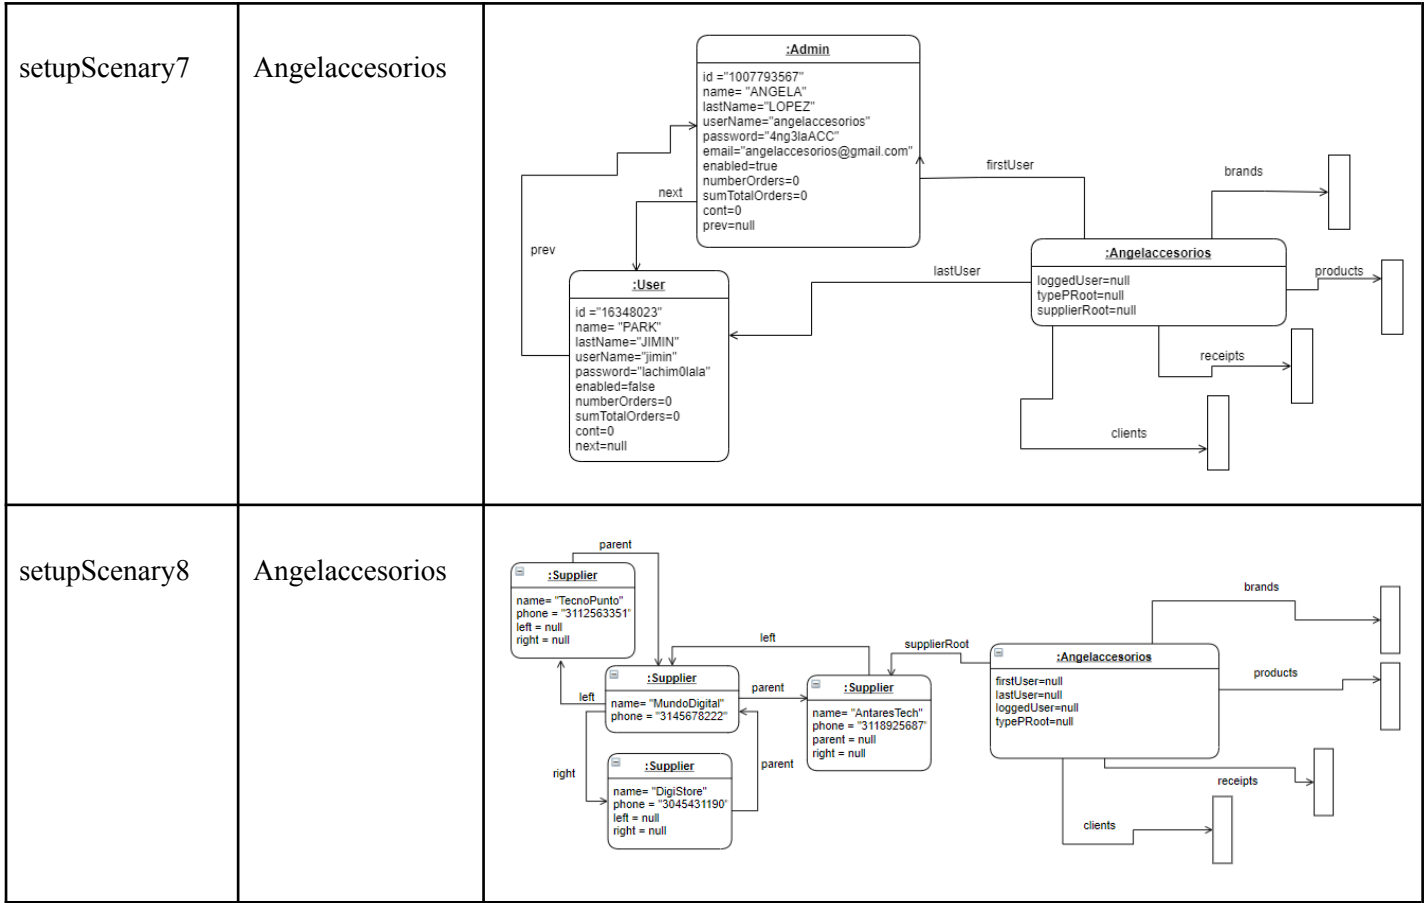 setupScenary7
Angelaccesorios
:Admin
id ="1007793567"
name= "ANGELA"
lastName="LOPEZ"
userName="angelaccesorios"
password="4ng3laACC"
email="angelaccesorios@gmail.com"
enabled=true
numberOrders=0
sumTotalOrders=0
cont=0
prev=null
next
prev
firstUser
lastUser
brands
products
receipts
clients
:Angelaccesorios
loggedUser=null
typePRoot=null
supplierRoot=null
:User
id ="16348023"
name= "PARK"
lastName="JIMIN"
userName="jimin"
password="lachim0lala"
enabled=false
numberOrders=0
sumTotalOrders=0
cont=0
next=null
setupScenary8
Angelaccesorios
parent
:Supplier
name= "TecnoPunto"
phone = "3112563351"
left = null
right = null
left
:Supplier
name= "MundoDigital"
phone = "3145678222"
left
parent
right
parent
:Supplier
name= "DigiStore"
phone = "3045431190"
left = null
right = null
:Supplier
name= "AntaresTech"
phone = "3118925687"
parent = null
right = null
supplierRoot
:Angelaccesorios
firstUser=null
lastUser=null
loggedUser=null
typePRoot=null
brands
products
receipts
clients